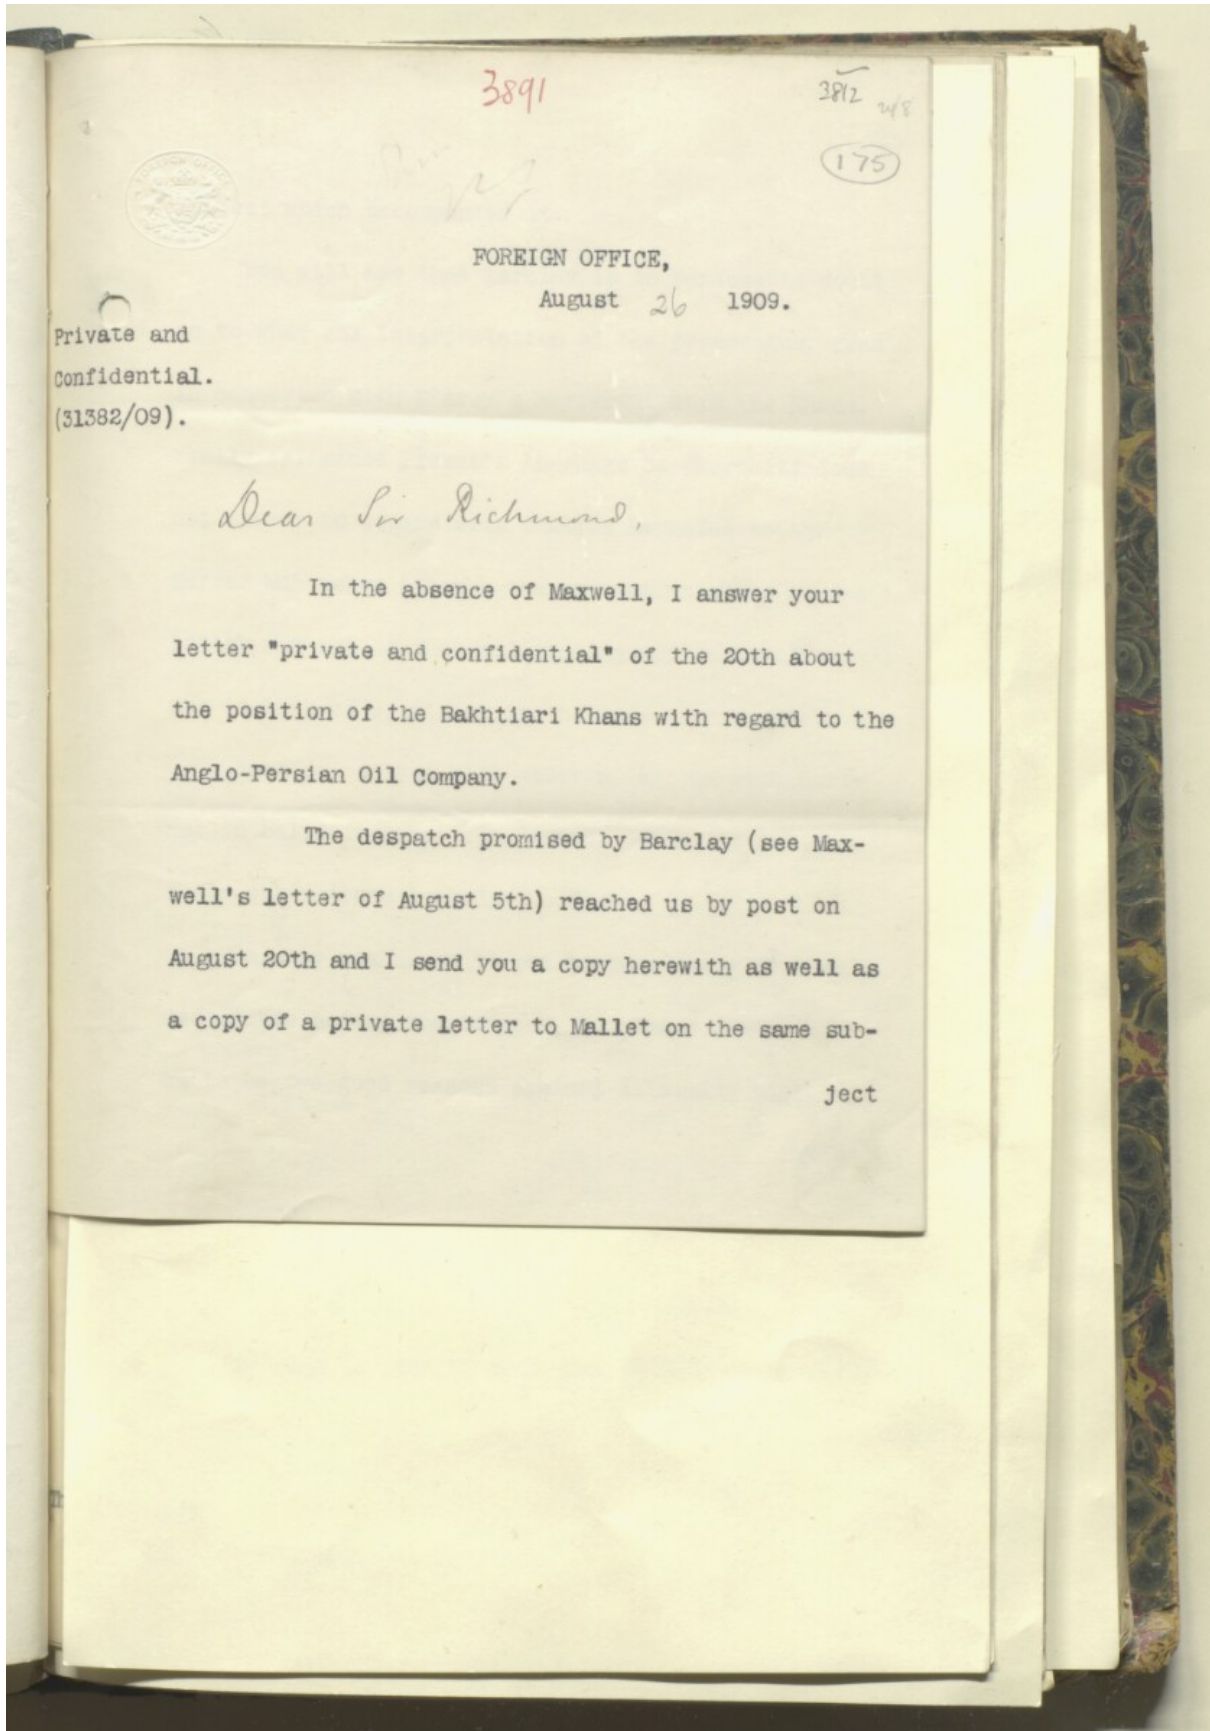 3891
3812
175
FOREIGN OFFICE,
August 26 1909.
Private and
Confidential.
(31382/09).
Dear Sir Richmond,
In the absence of Maxwell, I answer your
letter "private and confidential" of the 20th about
the position of the Bakhtiari Khans with regard to the
Anglo-Persian Oil Company.
The despatch promised by Barclay (see Max-
well's letter of August 5th) reached us by post on
August 20th and I send you a copy herewith as well as
a copy of a private letter to Mallet on the same sub-
ject